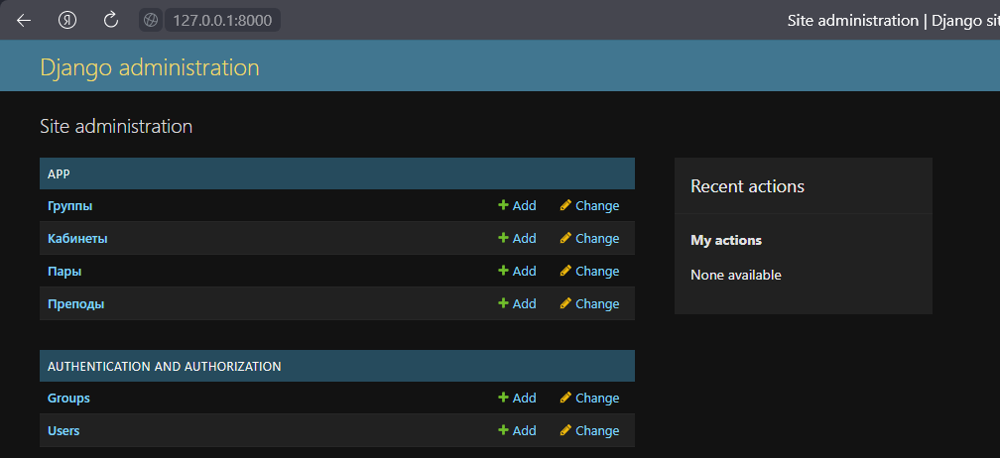 Я 127.0.0.1:8000 Site administration | Django sit
Django administration
Site administration
APP
Группы Add Change
Кабинеты Add Change
Пары Add Change
Преподы Add Change
AUTHENTICATION AND AUTHORIZATION
Groups Add Change
Users Add Change
Recent actions
My actions
None available